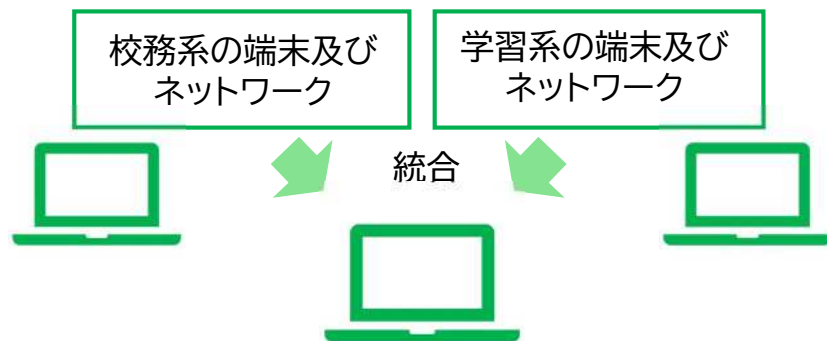 校務系の端末及び
ネットワーク
学習系の端末及び
ネットワーク
統合